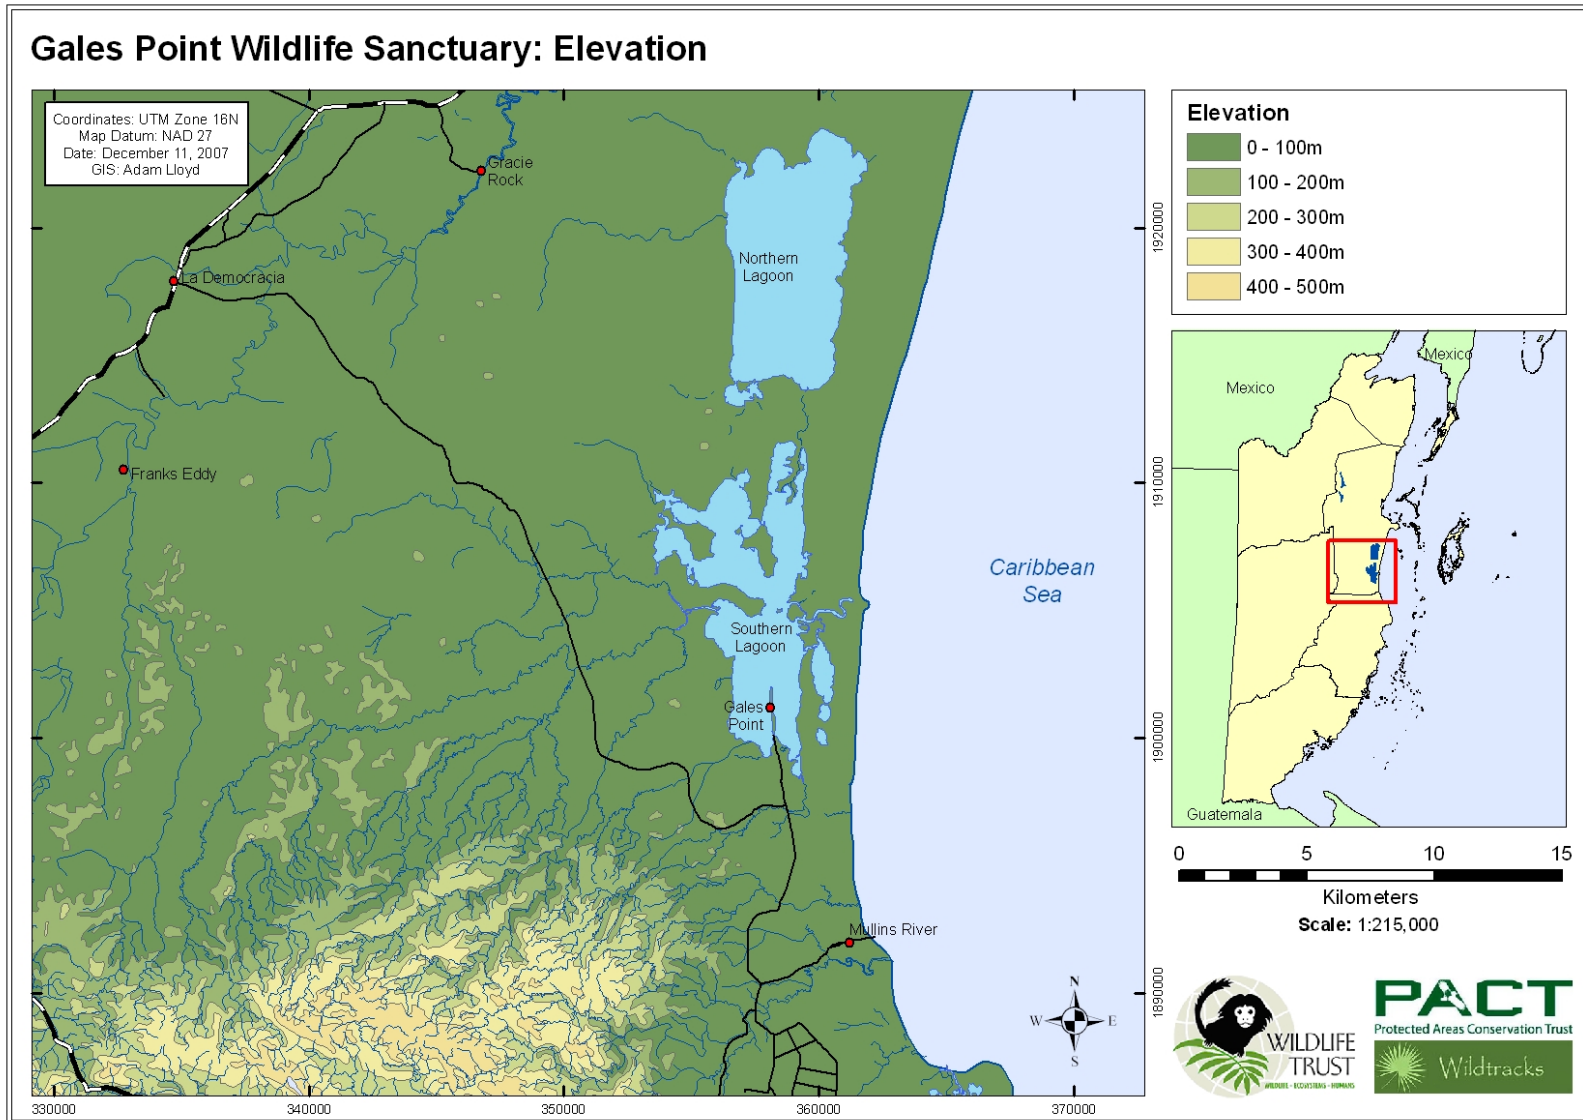 Gales Point Wildlife Sanctuary: Elevation
Coordinates: UTM Zone 16N
Map Datum: NAD 27
Date: December 11, 2007
GIS: Adam Lloyd
Gracie
Rock
La Democracia
Northern
Lagoon
Franks Eddy
Caribbean
Sea
Southern
Lagoon
Gales
Point
Mullins River
N
W
E
S
1920000
1910000
1900000
1890000
330000
340000
350000
360000
370000
Elevation
0 - 100m
100 - 200m
200 - 300m
300 - 400m
400 - 500m
Mexico
Mexico
Guatemala
0 5 10 15
Kilometers
Scale: 1:215,000
WILDLIFE
TRUST
WILDLIFE · ECOSYSTEMS · HUMANS
PACT
Protected Areas Conservation Trust
Wildtracks